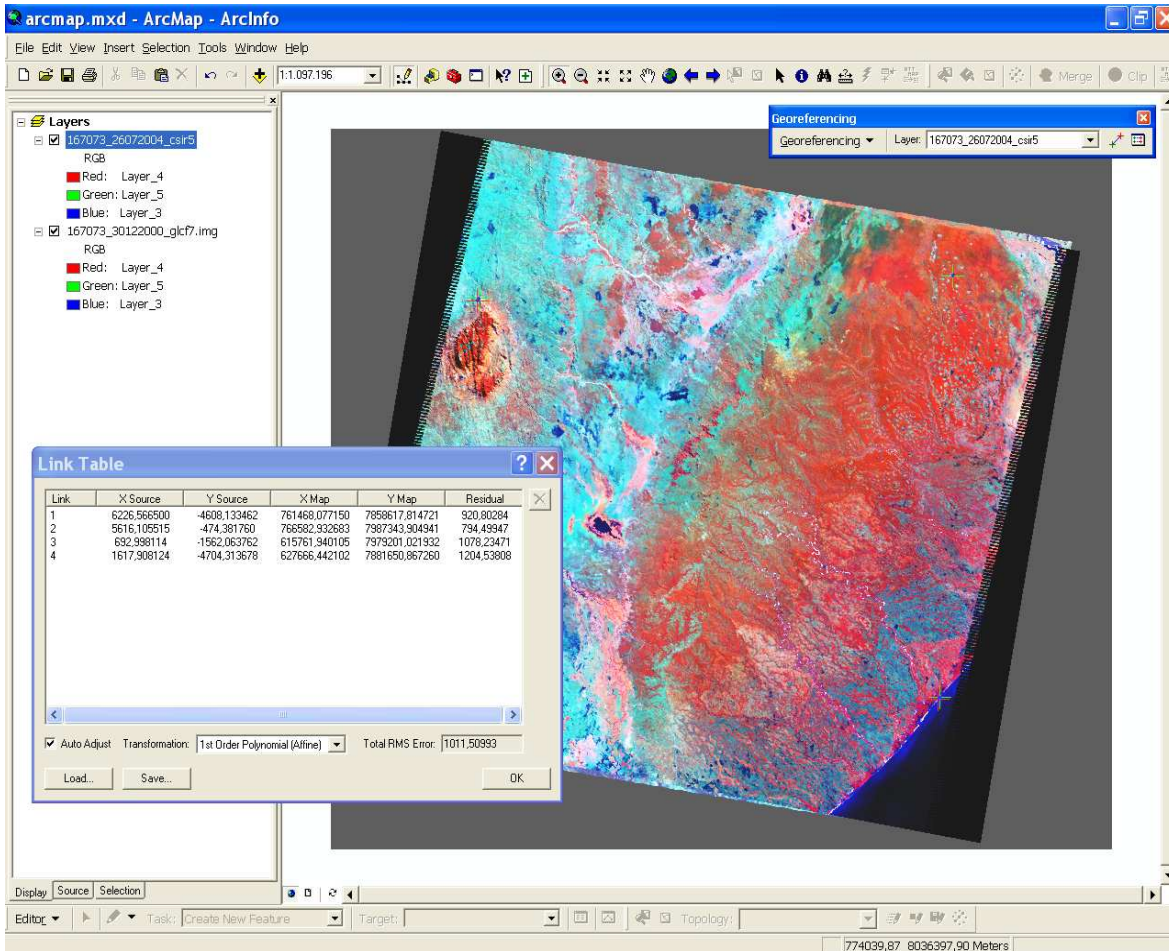 arcmap.mxd - ArcMap - ArcInfo
File Edit View Insert Selection Tools Window Help
1:1.097.196
Merge
Clip
Layers
167073_26072004_csir5
RGB
Red: Layer_4
Green: Layer_5
Blue: Layer_3
167073_30122000_glcf7.img
RGB
Red: Layer_4
Green: Layer_5
Blue: Layer_3
Georeferencing
Georeferencing Layer: 167073_26072004_csir5
Link Table
Link X Source Y Source X Map Y Map Residual
1 6226,566500 -4608,133462 761468,077150 7858617,814721 920,80284
2 5616,105515 -474,381760 766582,932683 7987343,904941 794,49947
3 692,998114 -1562,063762 615761,940105 7979201,021932 1078,23471
4 1617,908124 -4704,313678 627666,442102 7881650,867260 1204,53808
Auto Adjust Transformation: 1st Order Polynomial (Affine) Total RMS Error: 1011,50993
Load... Save... OK
Display Source Selection
Editor Task: Create New Feature Target: Topology:
774039,87 8036397,90 Meters